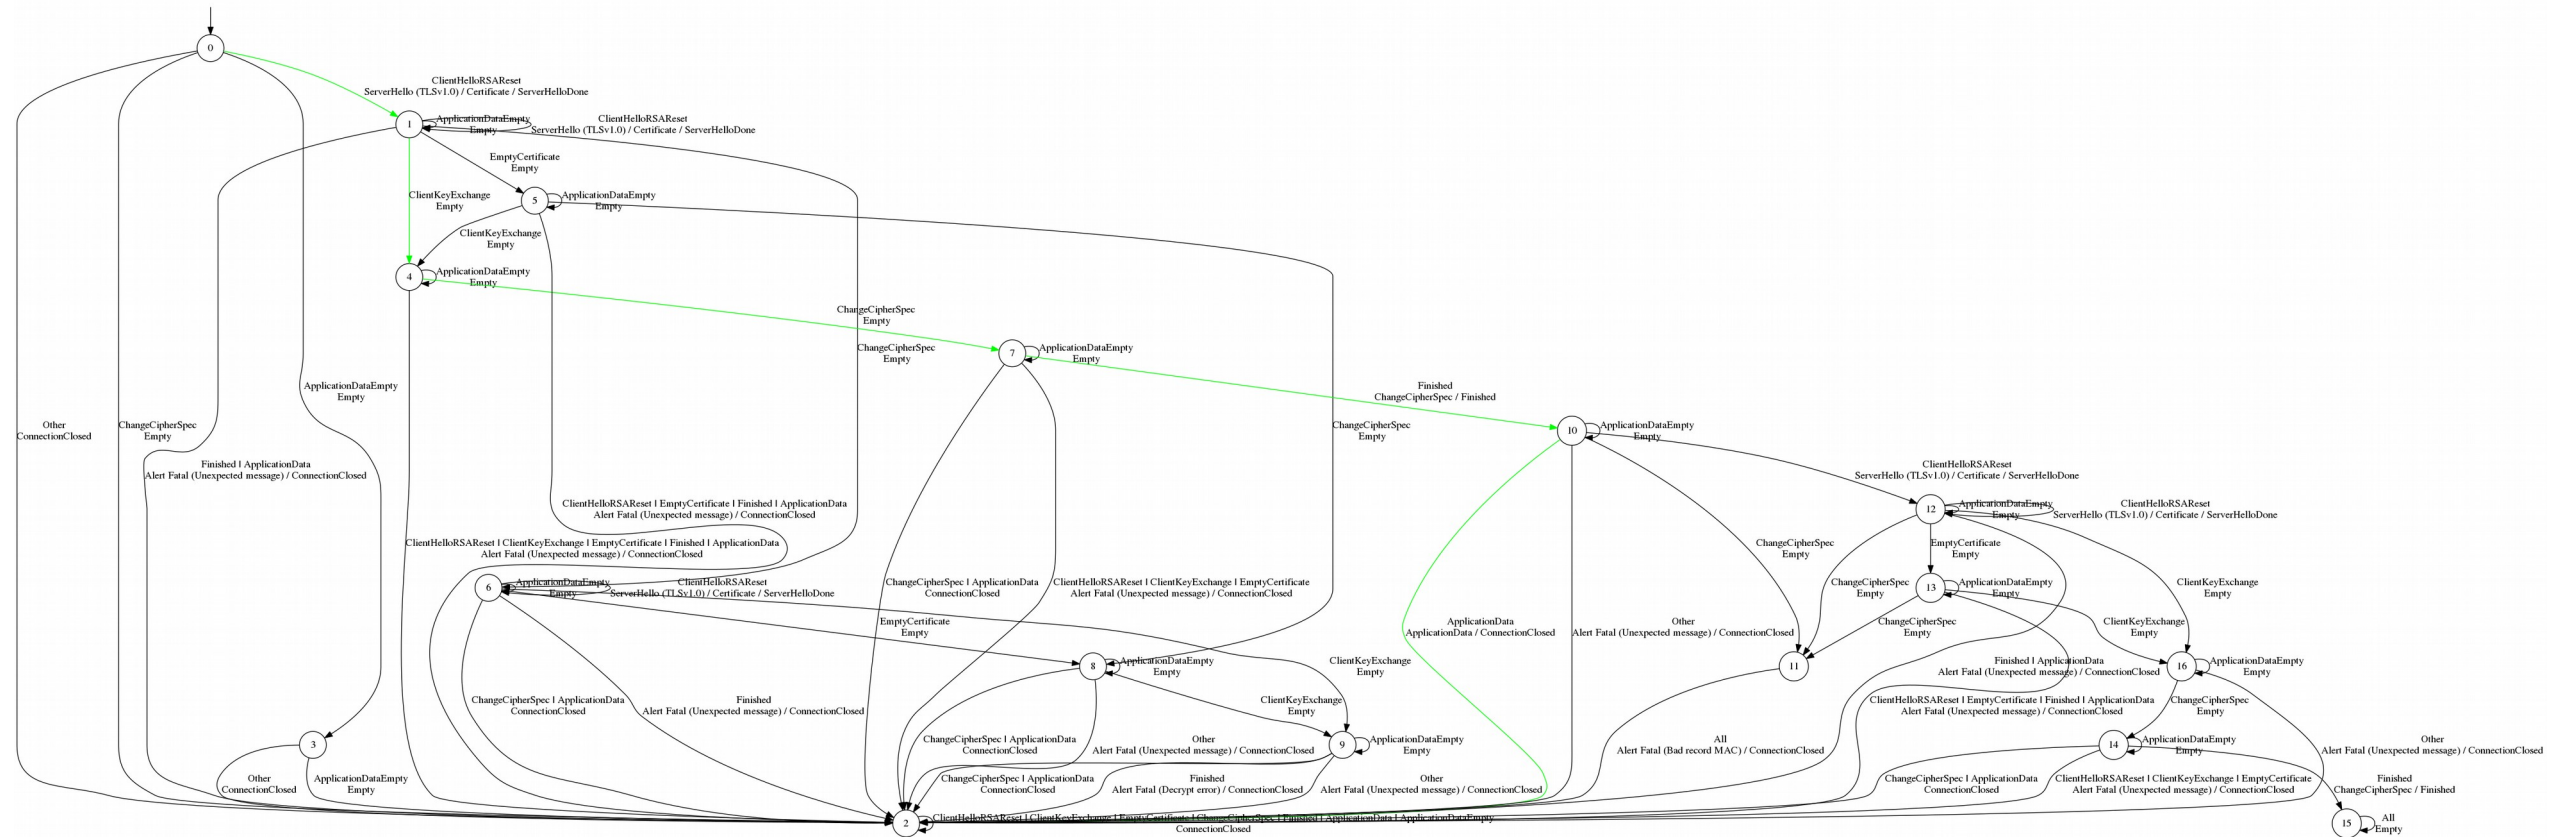 0
ClientHelloRSAReset
ServerHello (TLSv1.0) / Certificate / ServerHelloDone
1
ApplicationDataEmpty
Empty
ClientHelloRSAReset
ServerHello (TLSv1.0) / Certificate / ServerHelloDone
EmptyCertificate
Empty
ClientKeyExchange
Empty
5
ApplicationDataEmpty
Empty
ClientKeyExchange
Empty
4
ApplicationDataEmpty
Empty
ChangeCipherSpec
Empty
ChangeCipherSpec
Empty
7
ApplicationDataEmpty
Empty
ApplicationDataEmpty
Empty
Finished
ChangeCipherSpec / Finished
Other
ConnectionClosed
ChangeCipherSpec
Empty
ChangeCipherSpec
Empty
10
ApplicationDataEmpty
Empty
Finished | ApplicationData
Alert Fatal (Unexpected message) / ConnectionClosed
ClientHelloRSAReset
ServerHello (TLSv1.0) / Certificate / ServerHelloDone
ClientHelloRSAReset | EmptyCertificate | Finished | ApplicationData
Alert Fatal (Unexpected message) / ConnectionClosed
12
ApplicationDataEmpty
Empty
ClientHelloRSAReset
ServerHello (TLSv1.0) / Certificate / ServerHelloDone
ClientHelloRSAReset | ClientKeyExchange | EmptyCertificate | Finished | ApplicationData
Alert Fatal (Unexpected message) / ConnectionClosed
ChangeCipherSpec
Empty
EmptyCertificate
Empty
6
ApplicationDataEmpty
Empty
ClientHelloRSAReset
ServerHello (TLSv1.0) / Certificate / ServerHelloDone
ChangeCipherSpec | ApplicationData
ConnectionClosed
ClientHelloRSAReset | ClientKeyExchange | EmptyCertificate
Alert Fatal (Unexpected message) / ConnectionClosed
ChangeCipherSpec
Empty
13
ApplicationDataEmpty
Empty
ClientKeyExchange
Empty
EmptyCertificate
Empty
ApplicationData
ApplicationData / ConnectionClosed
Other
Alert Fatal (Unexpected message) / ConnectionClosed
ChangeCipherSpec
Empty
ClientKeyExchange
Empty
8
ApplicationDataEmpty
Empty
ClientKeyExchange
Empty
11
Finished | ApplicationData
Alert Fatal (Unexpected message) / ConnectionClosed
16
ApplicationDataEmpty
Empty
ChangeCipherSpec | ApplicationData
ConnectionClosed
Finished
Alert Fatal (Unexpected message) / ConnectionClosed
ClientKeyExchange
Empty
ClientHelloRSAReset | EmptyCertificate | Finished | ApplicationData
Alert Fatal (Unexpected message) / ConnectionClosed
ChangeCipherSpec
Empty
3
ChangeCipherSpec | ApplicationData
ConnectionClosed
Other
Alert Fatal (Unexpected message) / ConnectionClosed
9
ApplicationDataEmpty
Empty
All
Alert Fatal (Bad record MAC) / ConnectionClosed
14
ApplicationDataEmpty
Empty
Other
Alert Fatal (Unexpected message) / ConnectionClosed
Other
ConnectionClosed
ApplicationDataEmpty
Empty
ChangeCipherSpec | ApplicationData
ConnectionClosed
Finished
Alert Fatal (Decrypt error) / ConnectionClosed
Other
Alert Fatal (Unexpected message) / ConnectionClosed
ChangeCipherSpec | ApplicationData
ConnectionClosed
ClientHelloRSAReset | ClientKeyExchange | EmptyCertificate
Alert Fatal (Unexpected message) / ConnectionClosed
Finished
ChangeCipherSpec / Finished
2
ClientHelloRSAReset | ClientKeyExchange | EmptyCertificate | ChangeCipherSpec | Finished | ApplicationData | ApplicationDataEmpty
ConnectionClosed
15
All
Empty